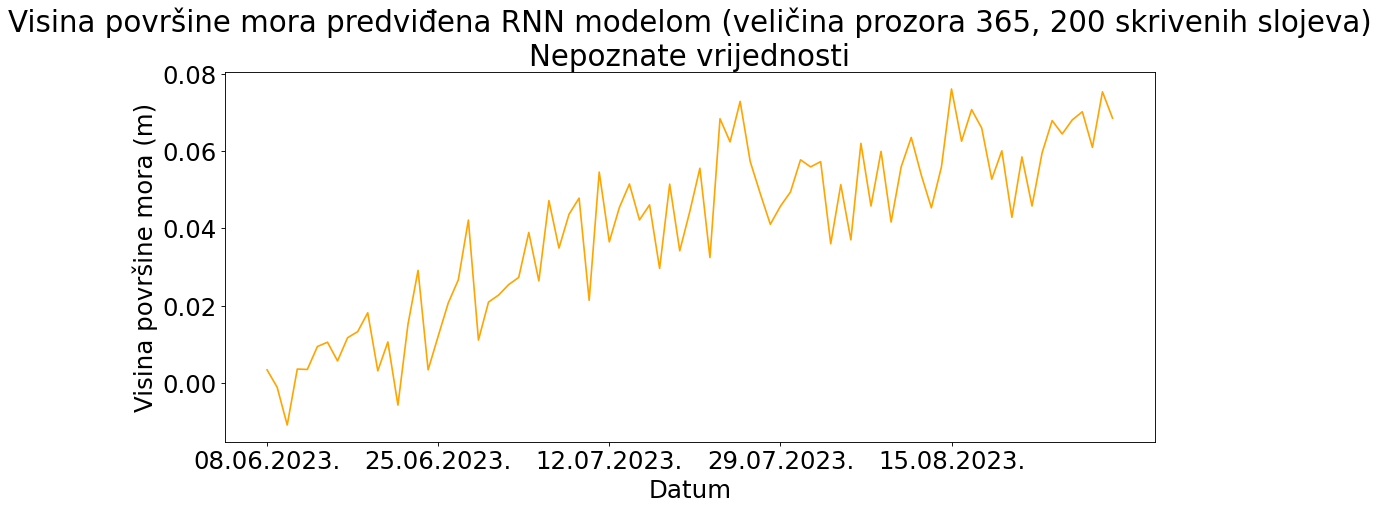 Visina površine mora predviđena RNN modelom (veličina prozora 365, 200 skrivenih slojeva)
Nepoznate vrijednosti
0.08
0.06
0.04
0.02
0.00
Visina površine mora (m)
08.06.2023. 25.06.2023. 12.07.2023. 29.07.2023. 15.08.2023.
Datum